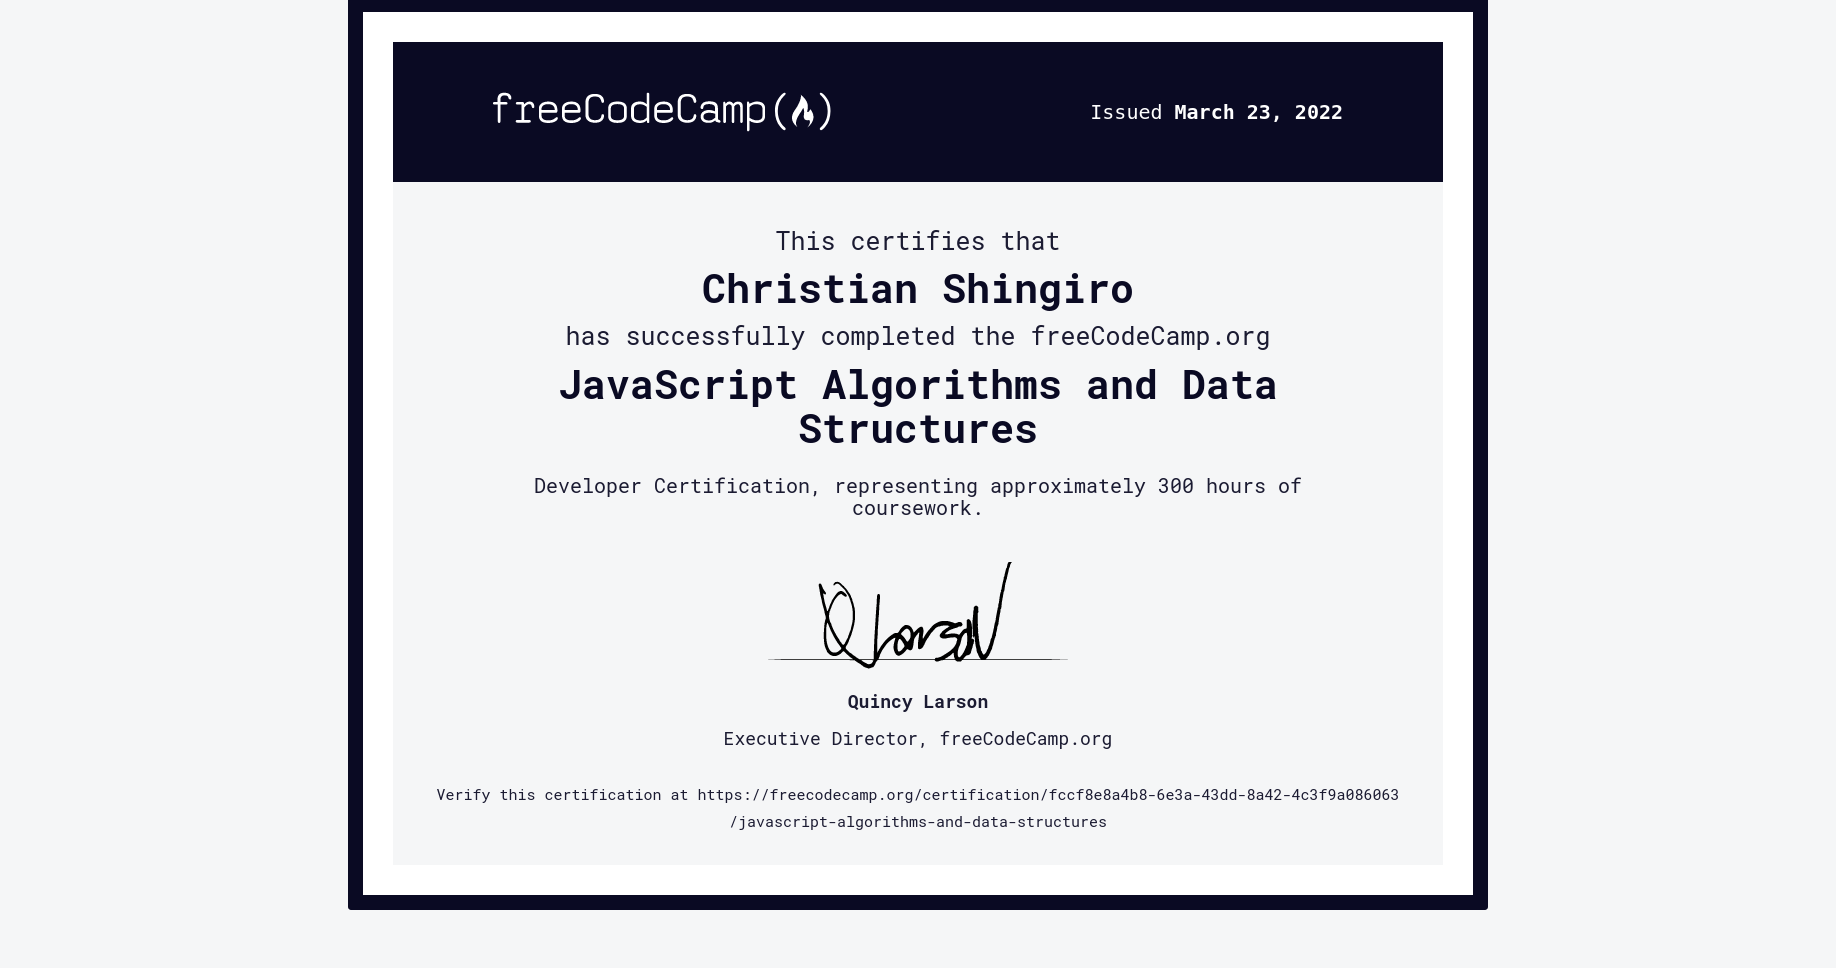 freeCodeCamp(🔥)
Issued March 23, 2022
This certifies that
Christian Shingiro
has successfully completed the freeCodeCamp.org
JavaScript Algorithms and Data
Structures
Developer Certification, representing approximately 300 hours of
coursework.
Q Larson
Quincy Larson
Executive Director, freeCodeCamp.org
Verify this certification at https://freecodecamp.org/certification/fccf8e8a4b8-6e3a-43dd-8a42-4c3f9a086063
/javascript-algorithms-and-data-structures